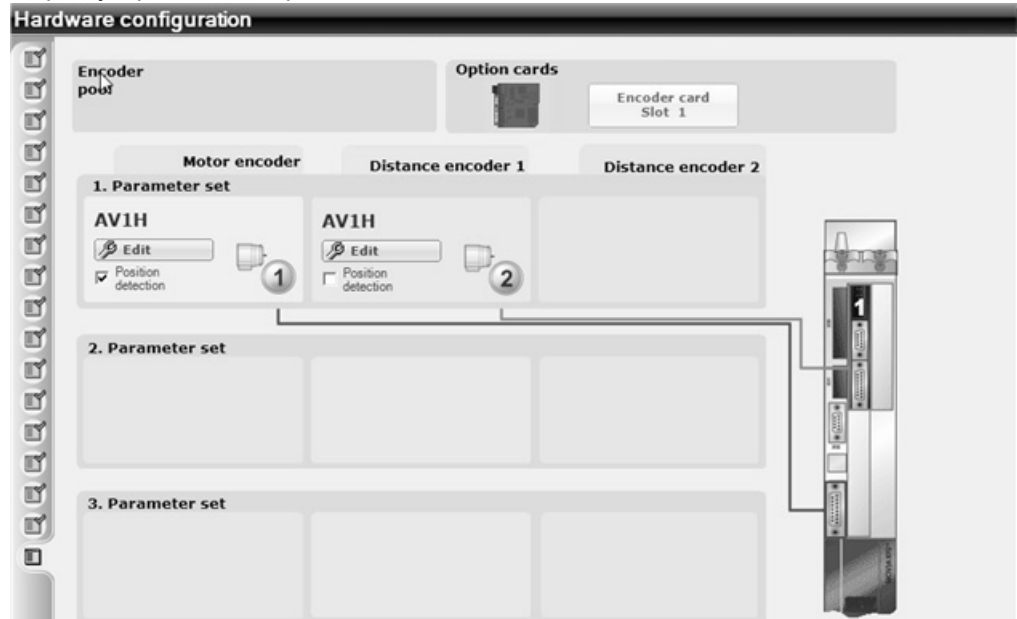 Hardware configuration
Encoder
pool
Option cards
Encoder card
Slot 1
Motor encoder
Distance encoder 1
Distance encoder 2
1. Parameter set
AV1H
Edit
Position
detection
1
AV1H
Edit
Position
detection
2
1
2. Parameter set
3. Parameter set